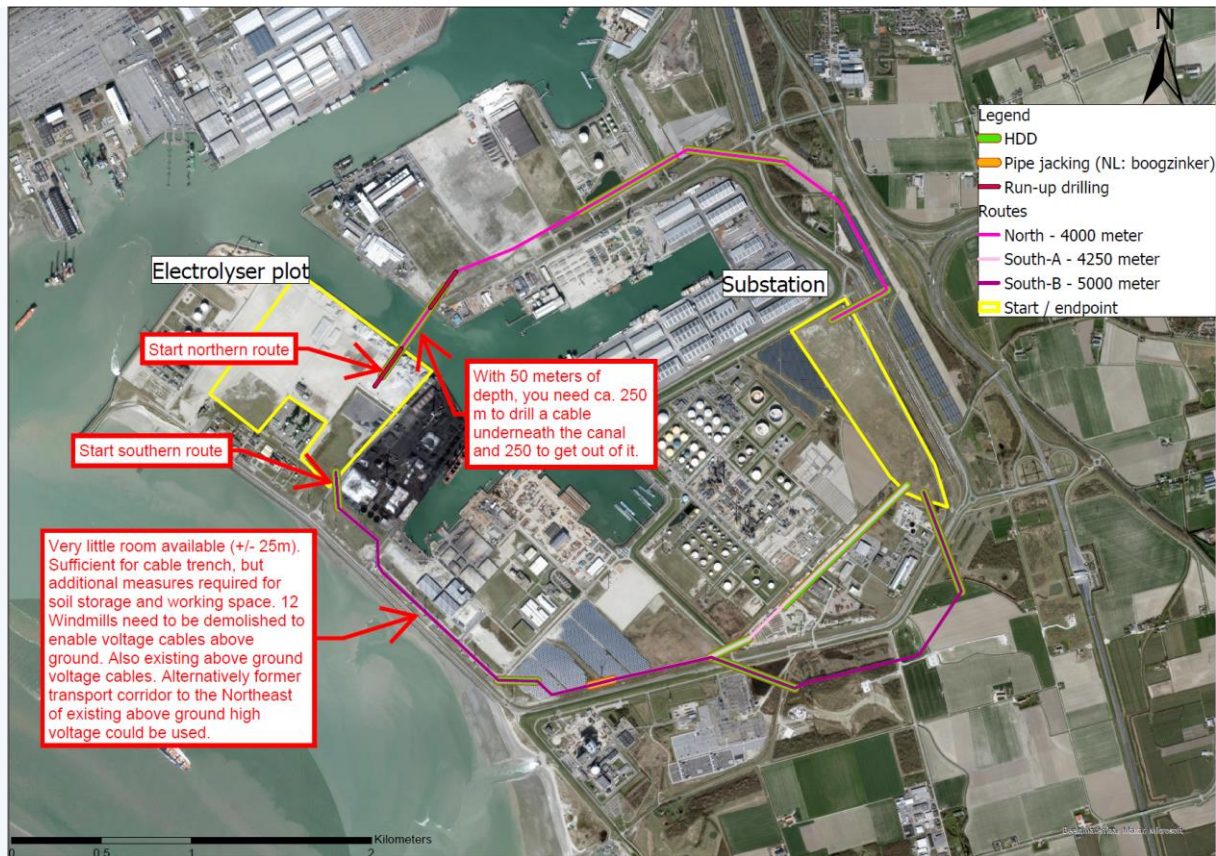 N
Legend
HDD
Pipe jacking (NL: boogzinker)
Run-up drilling
Routes
North - 4000 meter
South-A - 4250 meter
South-B - 5000 meter
Start / endpoint
Electrolyser plot
Substation
Start northern route
With 50 meters of
depth, you need ca. 250
m to drill a cable
underneath the canal
and 250 to get out of it.
Start southern route
Very little room available (+/- 25m).
Sufficient for cable trench, but
additional measures required for
soil storage and working space. 12
Windmills need to be demolished to
enable voltage cables above
ground. Also existing above ground
voltage cables. Alternatively former
transport corridor to the Northeast
of existing above ground high
voltage could be used.
Kilometers
0 0.5 1 2